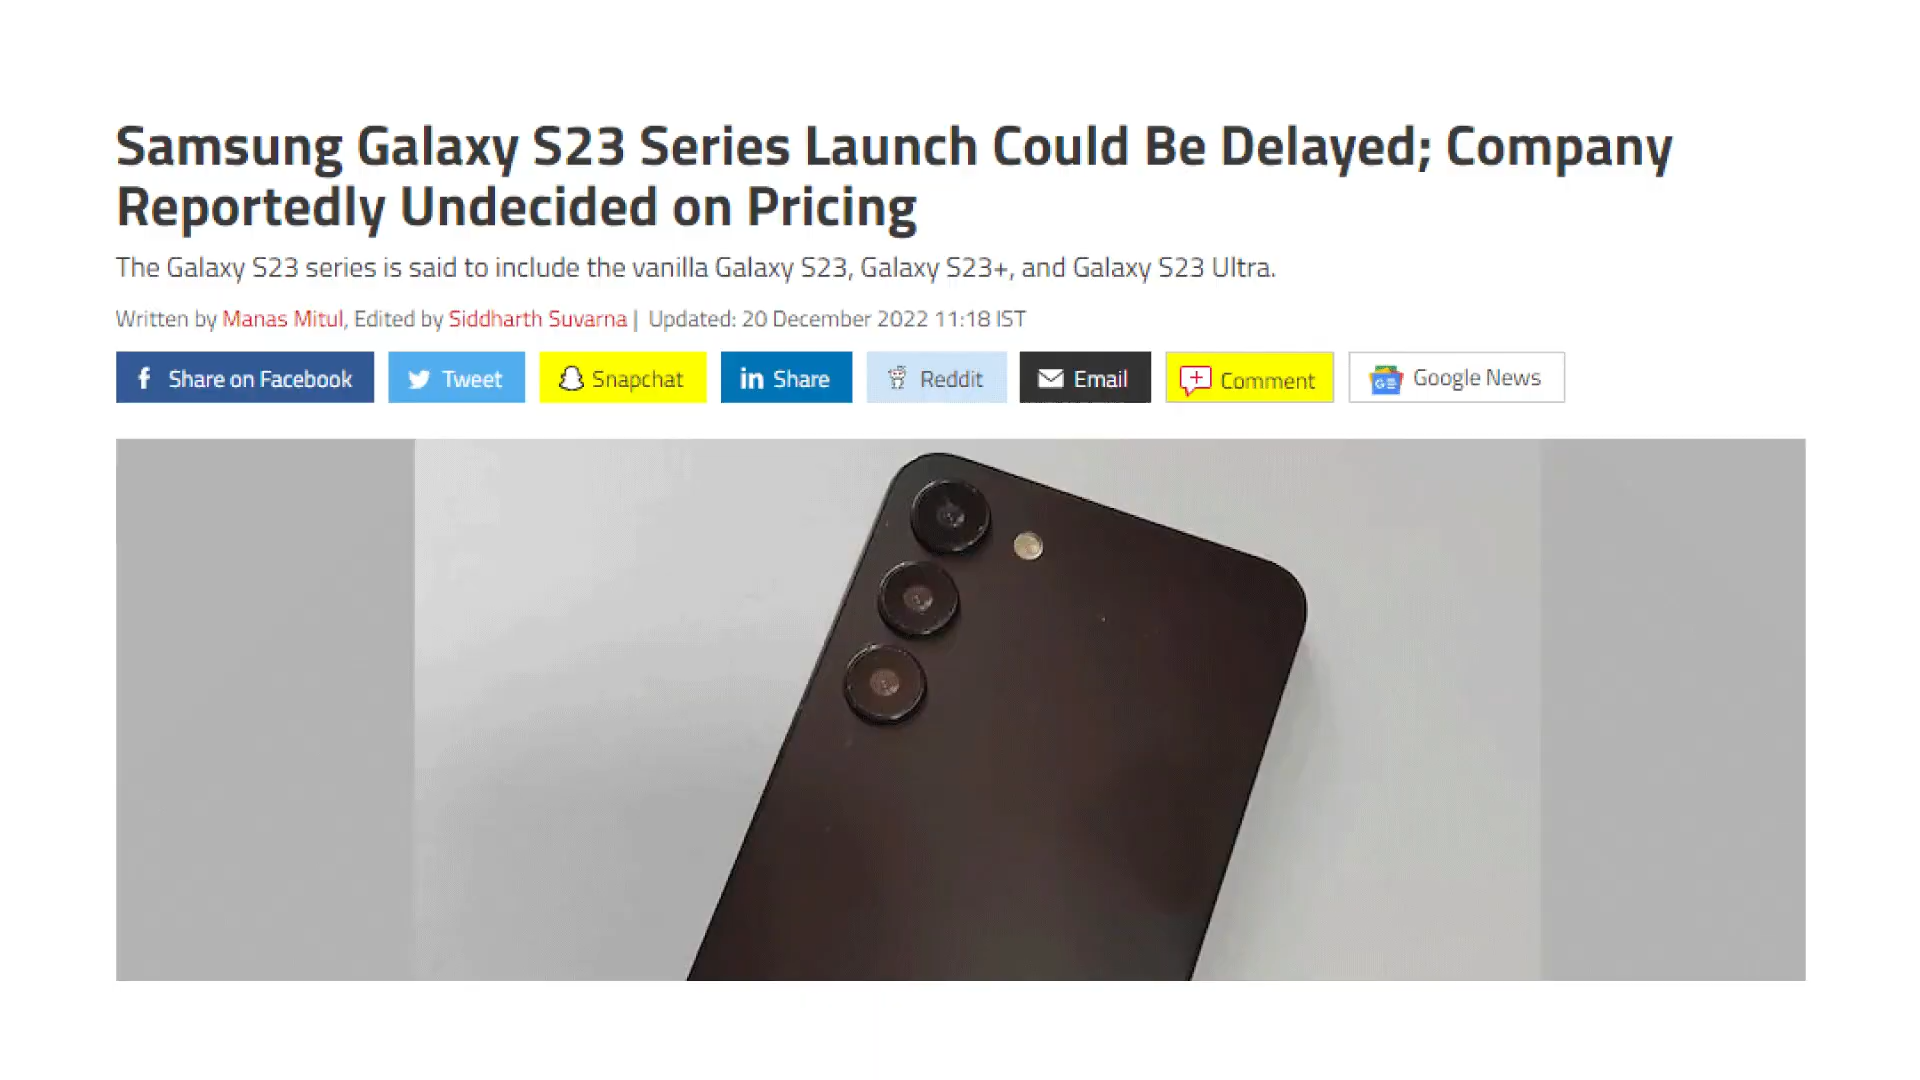 Samsung Galaxy S23 Series Launch Could Be Delayed; Company
Reportedly Undecided on Pricing
The Galaxy S23 series is said to include the vanilla Galaxy S23, Galaxy S23+, and Galaxy S23 Ultra.
Written by Manas Mitul, Edited by Siddharth Suvarna | Updated: 20 December 2022 11:18 IST
Share on Facebook Tweet Snapchat Share Reddit Email Comment Google News